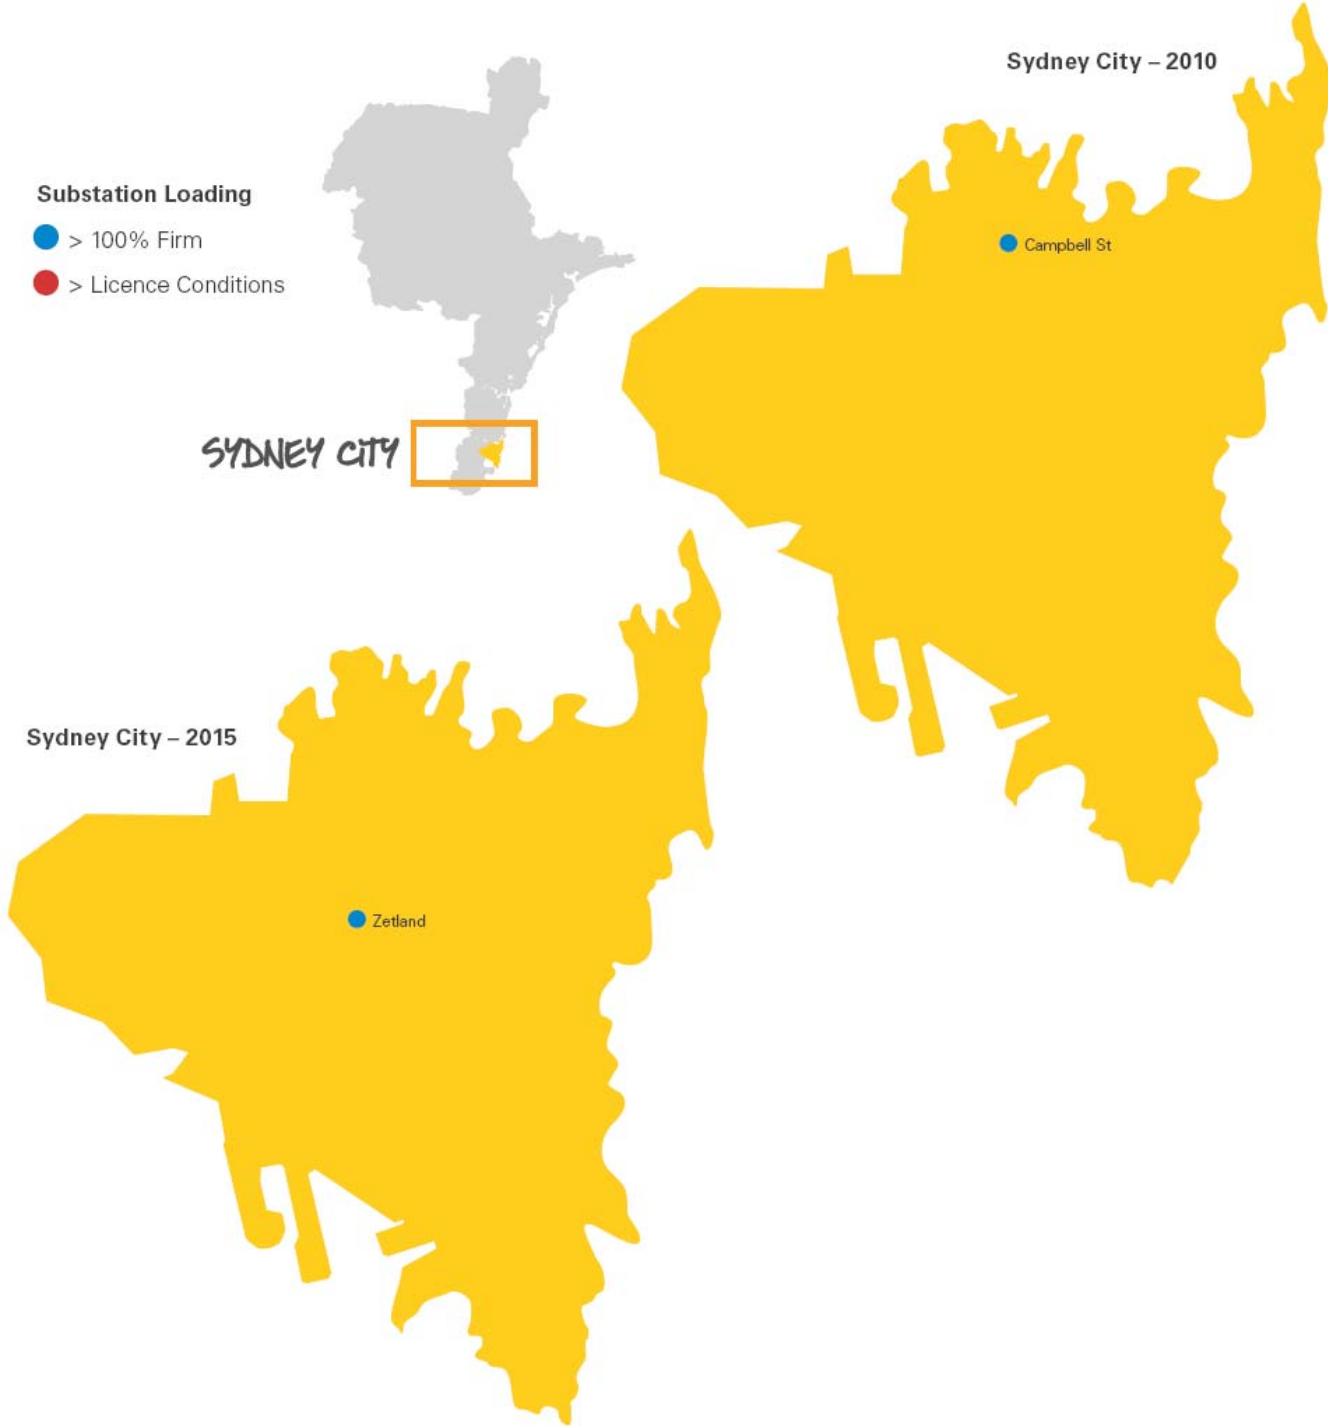 Sydney City – 2010
Substation Loading
> 100% Firm
> Licence Conditions
Campbell St
SYDNEY CITY
Sydney City – 2015
Zetland